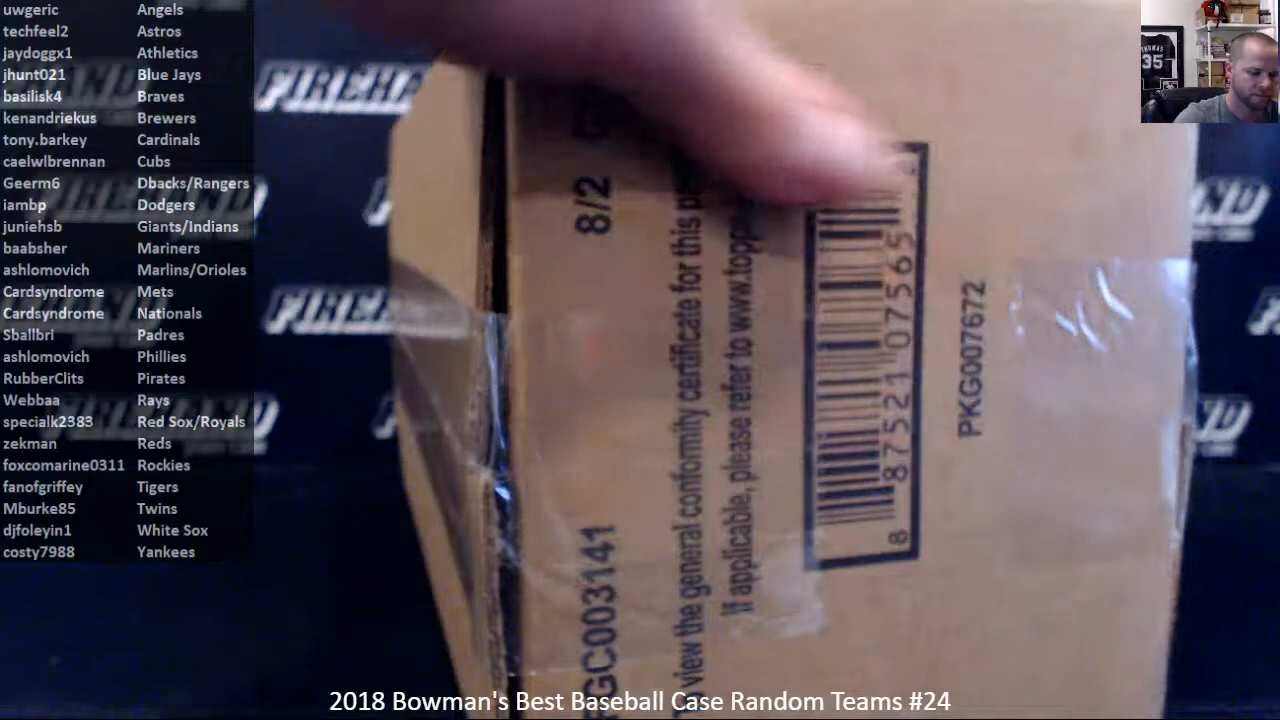 uwgeric Angels
techfeel2 Astros
jaydoggx1 Athletics
jhunt021 Blue Jays
basilisk4 Braves
kenandriekus Brewers
tony.barkey Cardinals
caelwlbrennan Cubs
Geerm6 Dbacks/Rangers
iambp Dodgers
juniehsb Giants/Indians
baabsher Mariners
ashlomovich Marlins/Orioles
Cardsyndrome Mets
Cardsyndrome Nationals
Sballbri Padres
ashlomovich Phillies
RubberClits Pirates
Webbaa Rays
specialk2383 Red Sox/Royals
zekman Reds
foxcomarine0311 Rockies
fanofgriffey Tigers
Mburke85 Twins
djfoleyin1 White Sox
costy7988 Yankees
FIREHAND
FIREHAND
8/2
GC003141
view the general conformity certificate for this
If applicable, please refer to
8 87521 07565
PKG007672
35
2018 Bowman's Best Baseball Case Random Teams #24